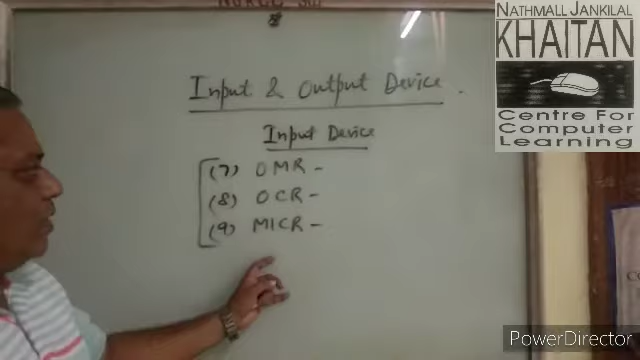 NATHMALL JANKILAL
KHAITAN
Centre For
Computer
Learning
Input & Output Device.
Input Device
(7) OMR -
(8) OCR -
(9) MICR -
PowerDirector